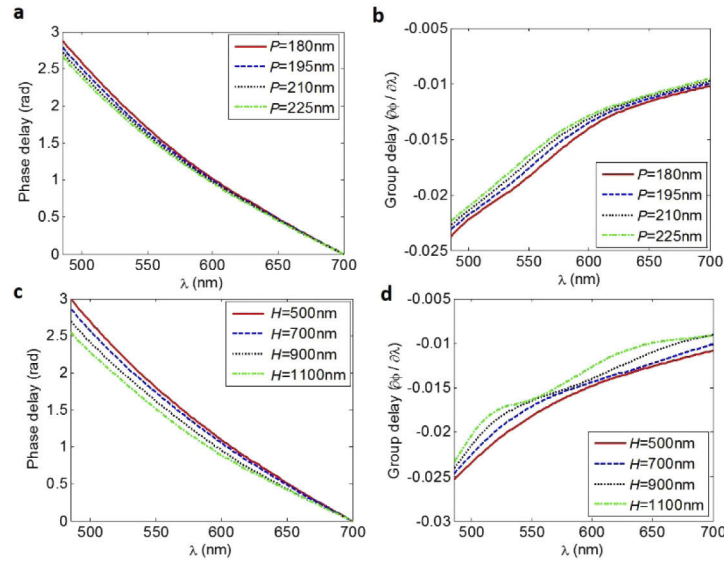 a
3
2.5
2
1.5
1
0.5
0
Phase delay (rad)
P=180nm
P=195nm
P=210nm
P=225nm
500
550
600
650
700
λ (nm)
b
-0.005
-0.01
-0.015
-0.02
-0.025
Group delay (∂ϕ / ∂λ)
P=180nm
P=195nm
P=210nm
P=225nm
500
550
600
650
700
λ (nm)
c
3
2.5
2
1.5
1
0.5
0
Phase delay (rad)
H=500nm
H=700nm
H=900nm
H=1100nm
500
550
600
650
700
λ (nm)
d
-0.005
-0.01
-0.015
-0.02
-0.025
-0.03
Group delay (∂ϕ / ∂λ)
H=500nm
H=700nm
H=900nm
H=1100nm
500
550
600
650
700
λ (nm)